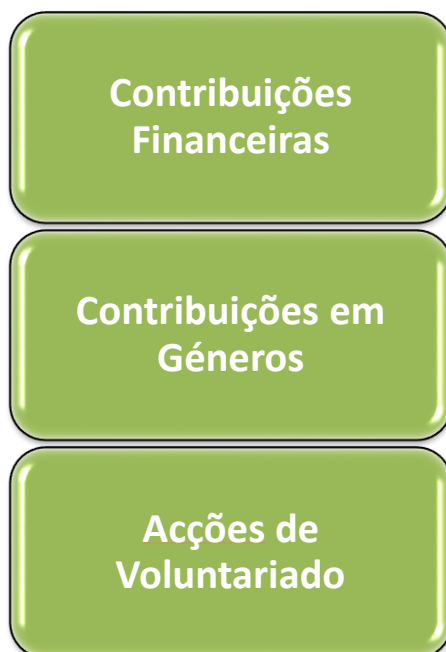 Contribuições
Financeiras
Contribuições em
Géneros
Acções de
Voluntariado